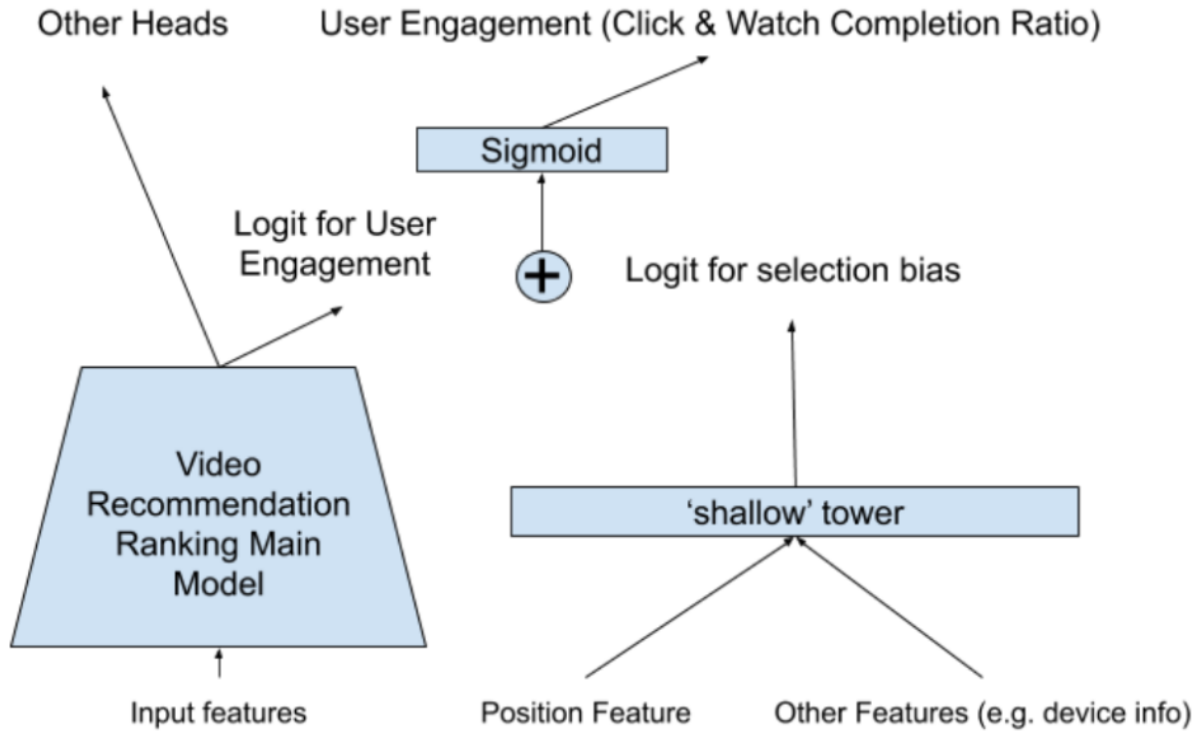 Other Heads
User Engagement (Click & Watch Completion Ratio)
Sigmoid
Logit for User
Engagement
+
Logit for selection bias
Video
Recommendation
Ranking Main
Model
‘shallow’ tower
Input features
Position Feature
Other Features (e.g. device info)